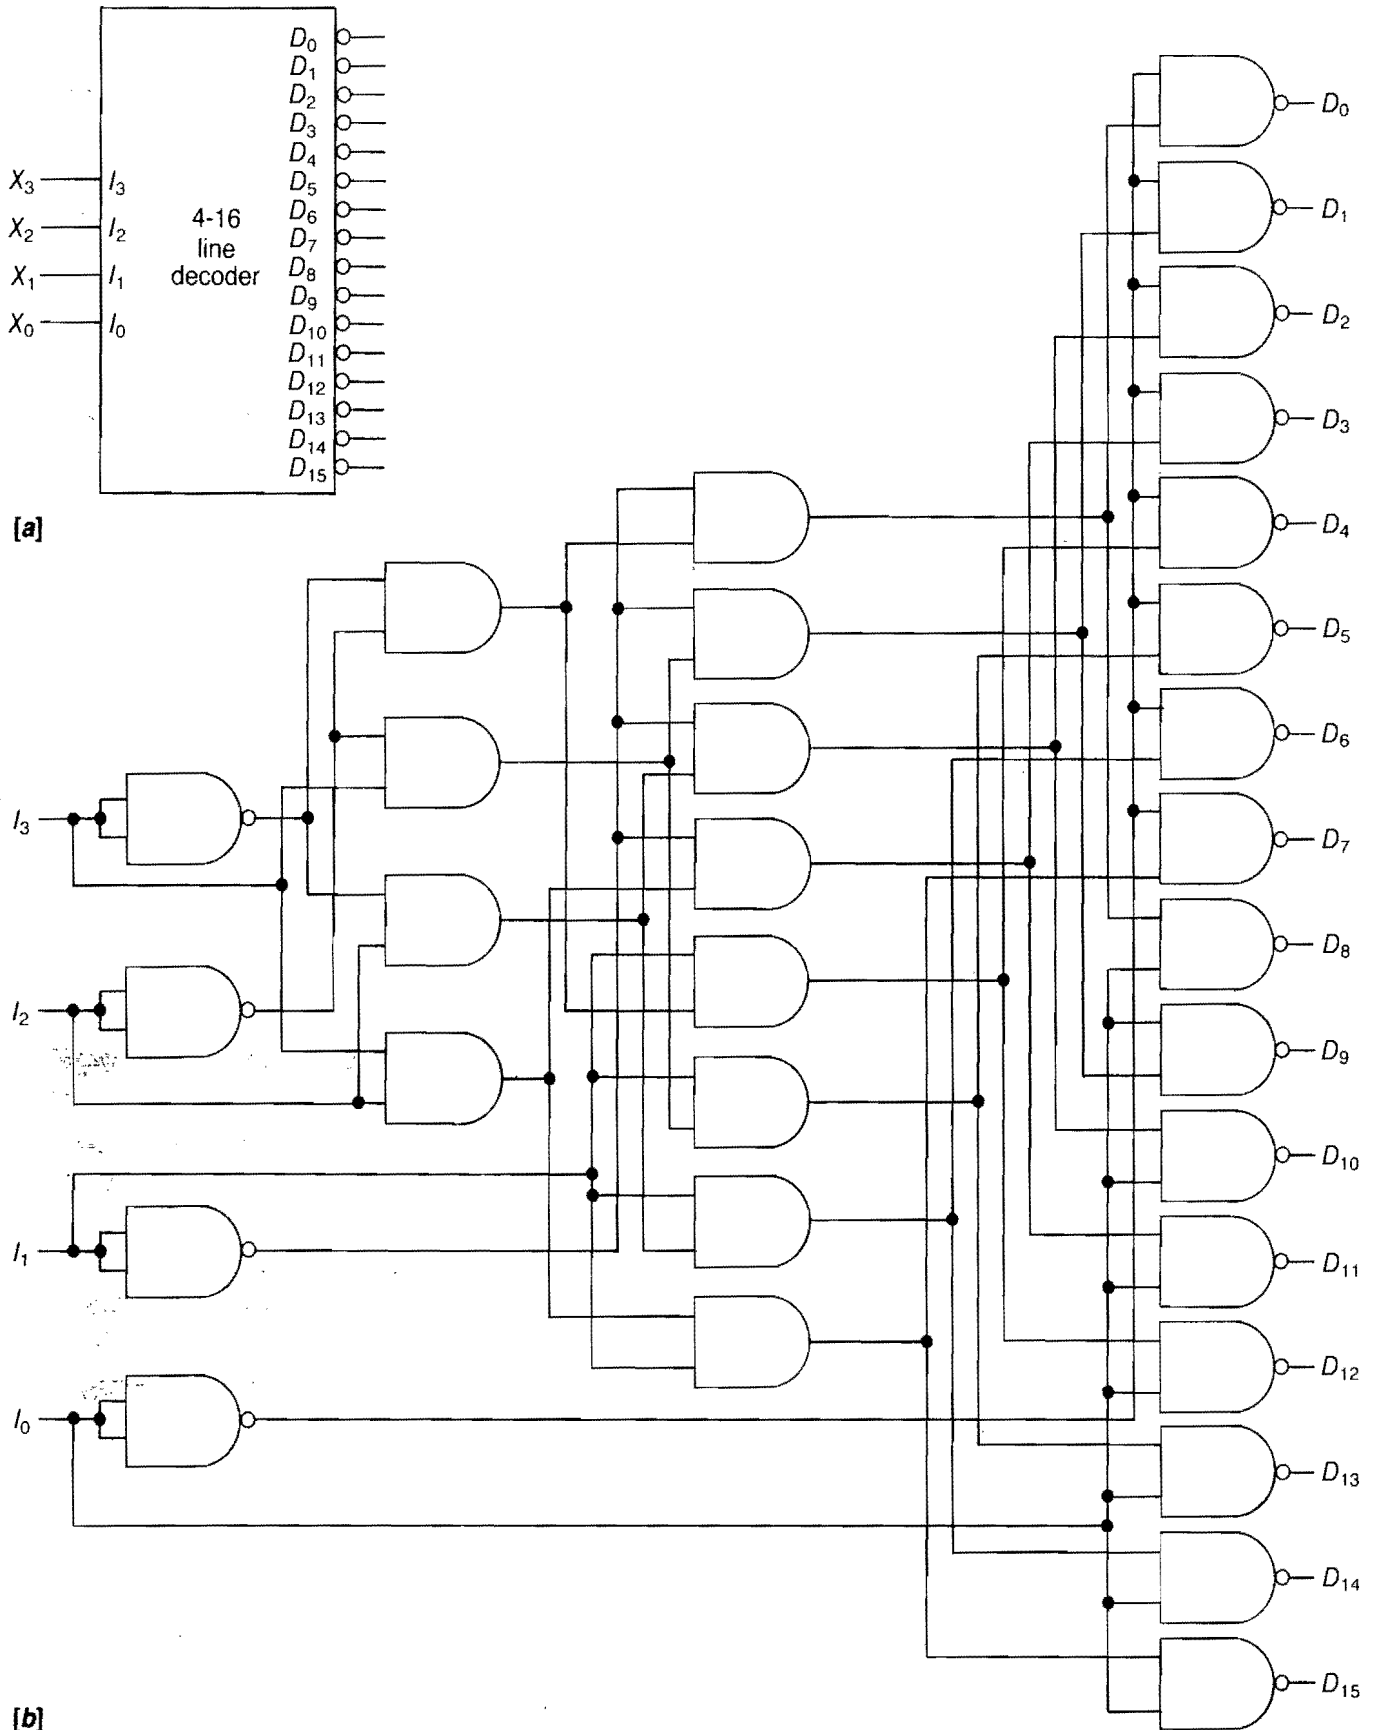 D0
D1
D2
D3
D4
D5
D6
D7
D8
D9
D10
D11
D12
D13
D14
D15
X3 I3
X2 I2
X1 I1
X0 I0
4-16
line
decoder
[a]
D0
D1
D2
D3
D4
D5
D6
D7
D8
D9
D10
D11
D12
D13
D14
D15
I3
I2
I1
I0
[b]